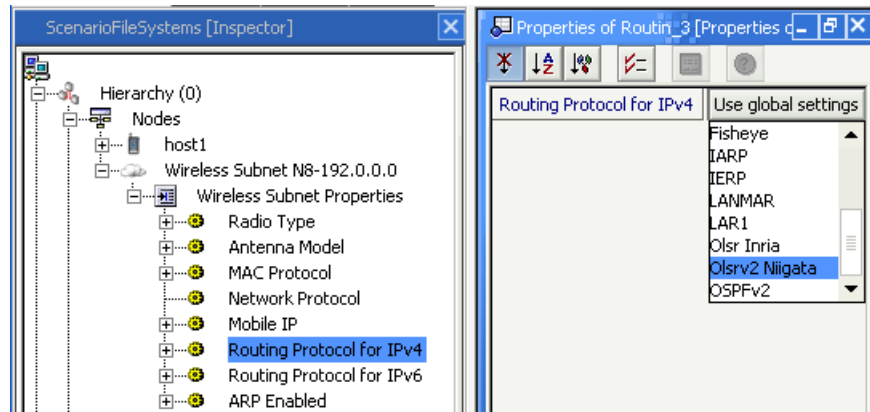 ScenarioFileSystems [Inspector]
Hierarchy (0)
Nodes
host1
Wireless Subnet N8-192.0.0.0
Wireless Subnet Properties
Radio Type
Antenna Model
MAC Protocol
Network Protocol
Mobile IP
Routing Protocol for IPv4
Routing Protocol for IPv6
ARP Enabled
Properties of Routin_3 [Properties o
Routing Protocol for IPv4
Use global settings
Fisheye
IARP
IERP
LANMAR
LAR1
Olsr Inria
Olsrv2 Niigata
OSPFv2